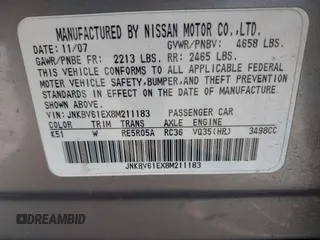 MANUFACTURED BY NISSAN MOTOR CO.,LTD.
DATE: 11/07 GVWR/PNBV: 4658 LBS.
GAWR/PNBE FR: 2213 LBS. RR: 2465 LBS.
THIS VEHICLE CONFORMS TO ALL APPLICABLE FEDERAL
MOTOR VEHICLE SAFETY, BUMPER, AND THEFT PREVENTION
STANDARDS IN EFFECT ON THE DATE OF
MANUFACTURE SHOWN ABOVE.
VIN: JNKBV61EX8M211183 PASSENGER CAR
COLOR TRIM TRANS AXLE ENGINE
K51 W RE5R05A RC36 VQ35(HR) 3498CC
JNKBV61EX8M211183
DREAMBID